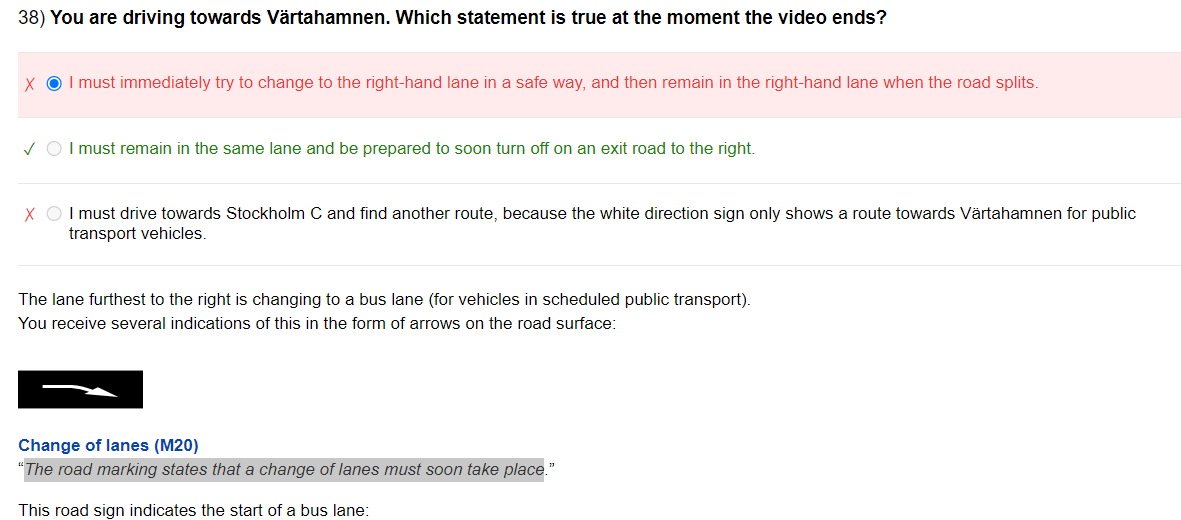 38) You are driving towards Värtahamnen. Which statement is true at the moment the video ends?
I must immediately try to change to the right-hand lane in a safe way, and then remain in the right-hand lane when the road splits.
I must remain in the same lane and be prepared to soon turn off on an exit road to the right.
I must drive towards Stockholm C and find another route, because the white direction sign only shows a route towards Värtahamnen for public
transport vehicles.
The lane furthest to the right is changing to a bus lane (for vehicles in scheduled public transport).
You receive several indications of this in the form of arrows on the road surface:
Change of lanes (M20)
“The road marking states that a change of lanes must soon take place.”
This road sign indicates the start of a bus lane: